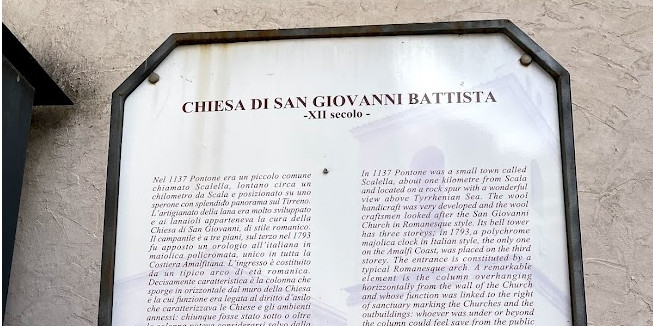 CHIESA DI SAN GIOVANNI BATTISTA
-XII secolo -
Nel 1137 Pontone era un piccolo comune
chiamato Scalella, lontano circa un
chilometro da Scala e posizionato su uno
sperone con splendido panorama sul Tirreno.
L'artigianato della lana era molto sviluppato
e ai lanaioli apparteneva la cura della
Chiesa di San Giovanni, di stile romanico.
Il campanile è a tre piani, sul terzo nel 1793
fu apposto un orologio all'italiana in
maiolica policromata, unico in tutta la
Costiera Amalfitana. L'ingresso è costituito
da un tipico arco di età romanica.
Decisamente caratteristica è la colonna che
sporge in orizzontale dal muro della Chiesa
e la cui funzione era legata al diritto d'asilo
che caratterizzava le Chiese e gli ambienti
annessi: chiunque fosse stato sotto o oltre
la colonna poteva considerarsi salvo dalla
In 1137 Pontone was a small town called
Scalella, about one kilometre from Scala
and located on a rock spur with a wonderful
view above Tyrrhenian Sea. The wool
handicraft was very developed and the wool
craftsmen looked after the San Giovanni
Church in Romanesque style. Its bell tower
has three storeys; in 1793, a polychrome
majolica clock in Italian style, the only one
on the Amalfi Coast, was placed on the third
storey. The entrance is constituted by a
typical Romanesque arch. A remarkable
element is the column overhanging
horizzontally from the wall of the Church
and whose function was linked to the right
of sanctuary marking the Churches and the
outbuildings: whoever was under or beyond
the column could feel save from the public